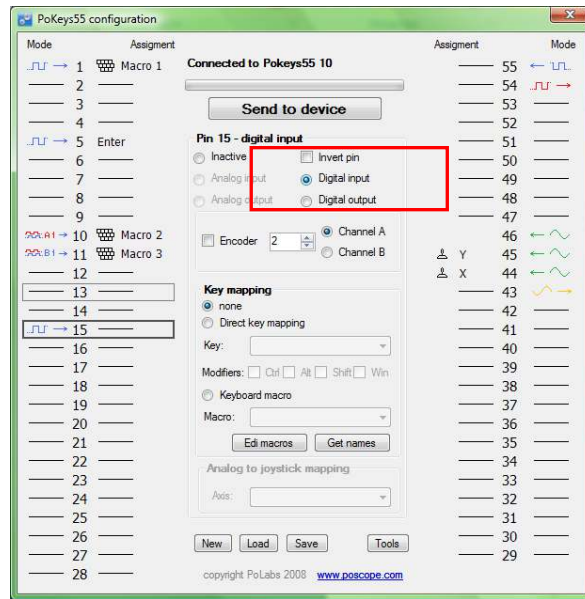 PoKeys55 configuration
Mode Assigment Assigment Mode
Connected to Pokeys55 10
1 Macro 1
2
3
4
5 Enter
6
7
8
9
10 Macro 2
11 Macro 3
12
13
14
15
16
17
18
19
20
21
22
23
24
25
26
27
28
Send to device
Pin 15 - digital input
Inactive Invert pin
Analog input Digital input
Analog output Digital output
Encoder 2 Channel A
Channel B
Key mapping
none
Direct key mapping
Key:
Modifiers: Ctrl Alt Shift Win
Keyboard macro
Macro:
Edi macros Get names
Analog to joystick mapping
Axis:
New Load Save Tools
copyright PoLabs 2008 www.poscope.com
55
54
53
52
51
50
49
48
47
46
Y 45
X 44
43
42
41
40
39
38
37
36
35
34
33
32
31
30
29